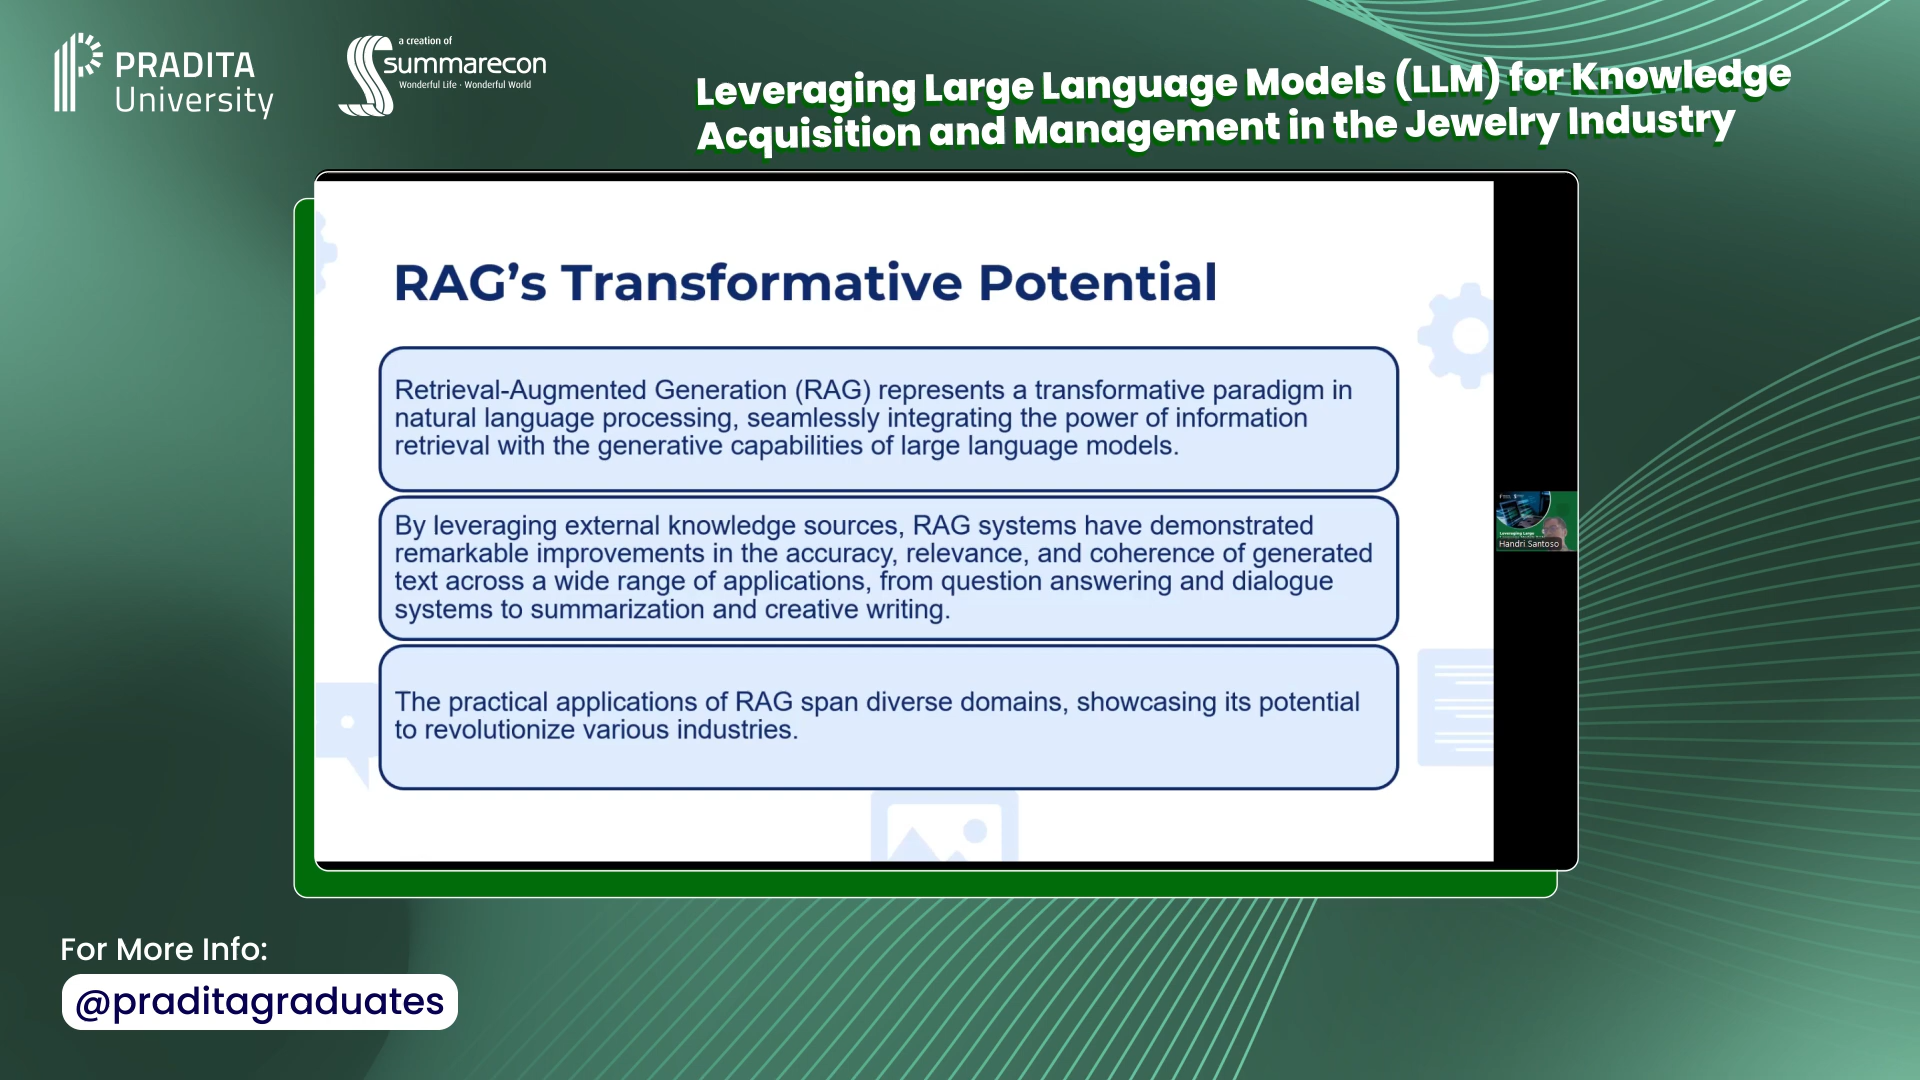 PRADITA
University
a creation of
summarecon
Wonderful Life · Wonderful World
Leveraging Large Language Models (LLM) for Knowledge
Acquisition and Management in the Jewelry Industry
RAG’s Transformative Potential
Retrieval-Augmented Generation (RAG) represents a transformative paradigm in
natural language processing, seamlessly integrating the power of information
retrieval with the generative capabilities of large language models.
By leveraging external knowledge sources, RAG systems have demonstrated
remarkable improvements in the accuracy, relevance, and coherence of generated
text across a wide range of applications, from question answering and dialogue
systems to summarization and creative writing.
The practical applications of RAG span diverse domains, showcasing its potential
to revolutionize various industries.
Leveraging Large
Handri Santoso
For More Info:
@praditagraduates